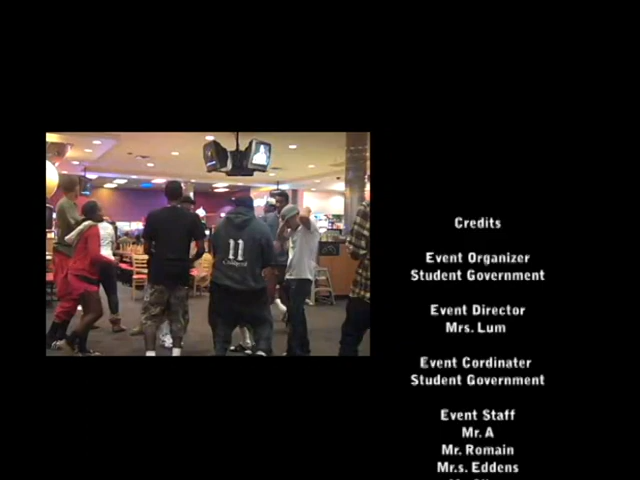 11
Credits
Event Organizer
Student Government
Event Director
Mrs. Lum
Event Cordinater
Student Government
Event Staff
Mr. A
Mr. Romain
Mr.s. Eddens